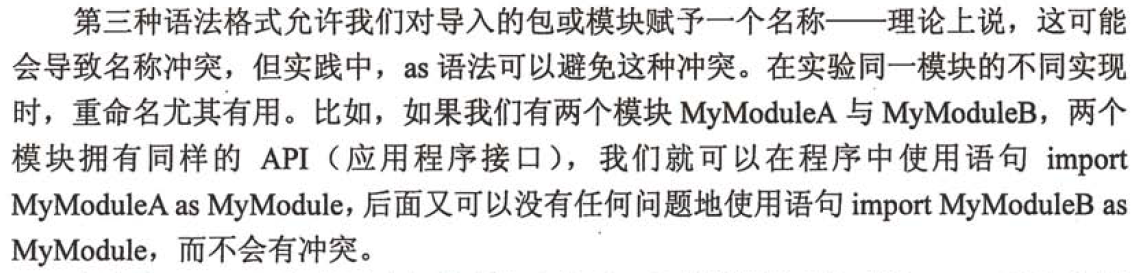 第三种语法格式允许我们对导入的包或模块赋予一个名称——理论上说，这可能
会导致名称冲突，但实践中，as 语法可以避免这种冲突。在实验同一模块的不同实现
时，重命名尤其有用。比如，如果我们有两个模块 MyModuleA 与 MyModuleB，两个
模块拥有同样的 API（应用程序接口），我们就可以在程序中使用语句 import
MyModuleA as MyModule，后面又可以没有任何问题地使用语句 import MyModuleB as
MyModule，而不会有冲突。